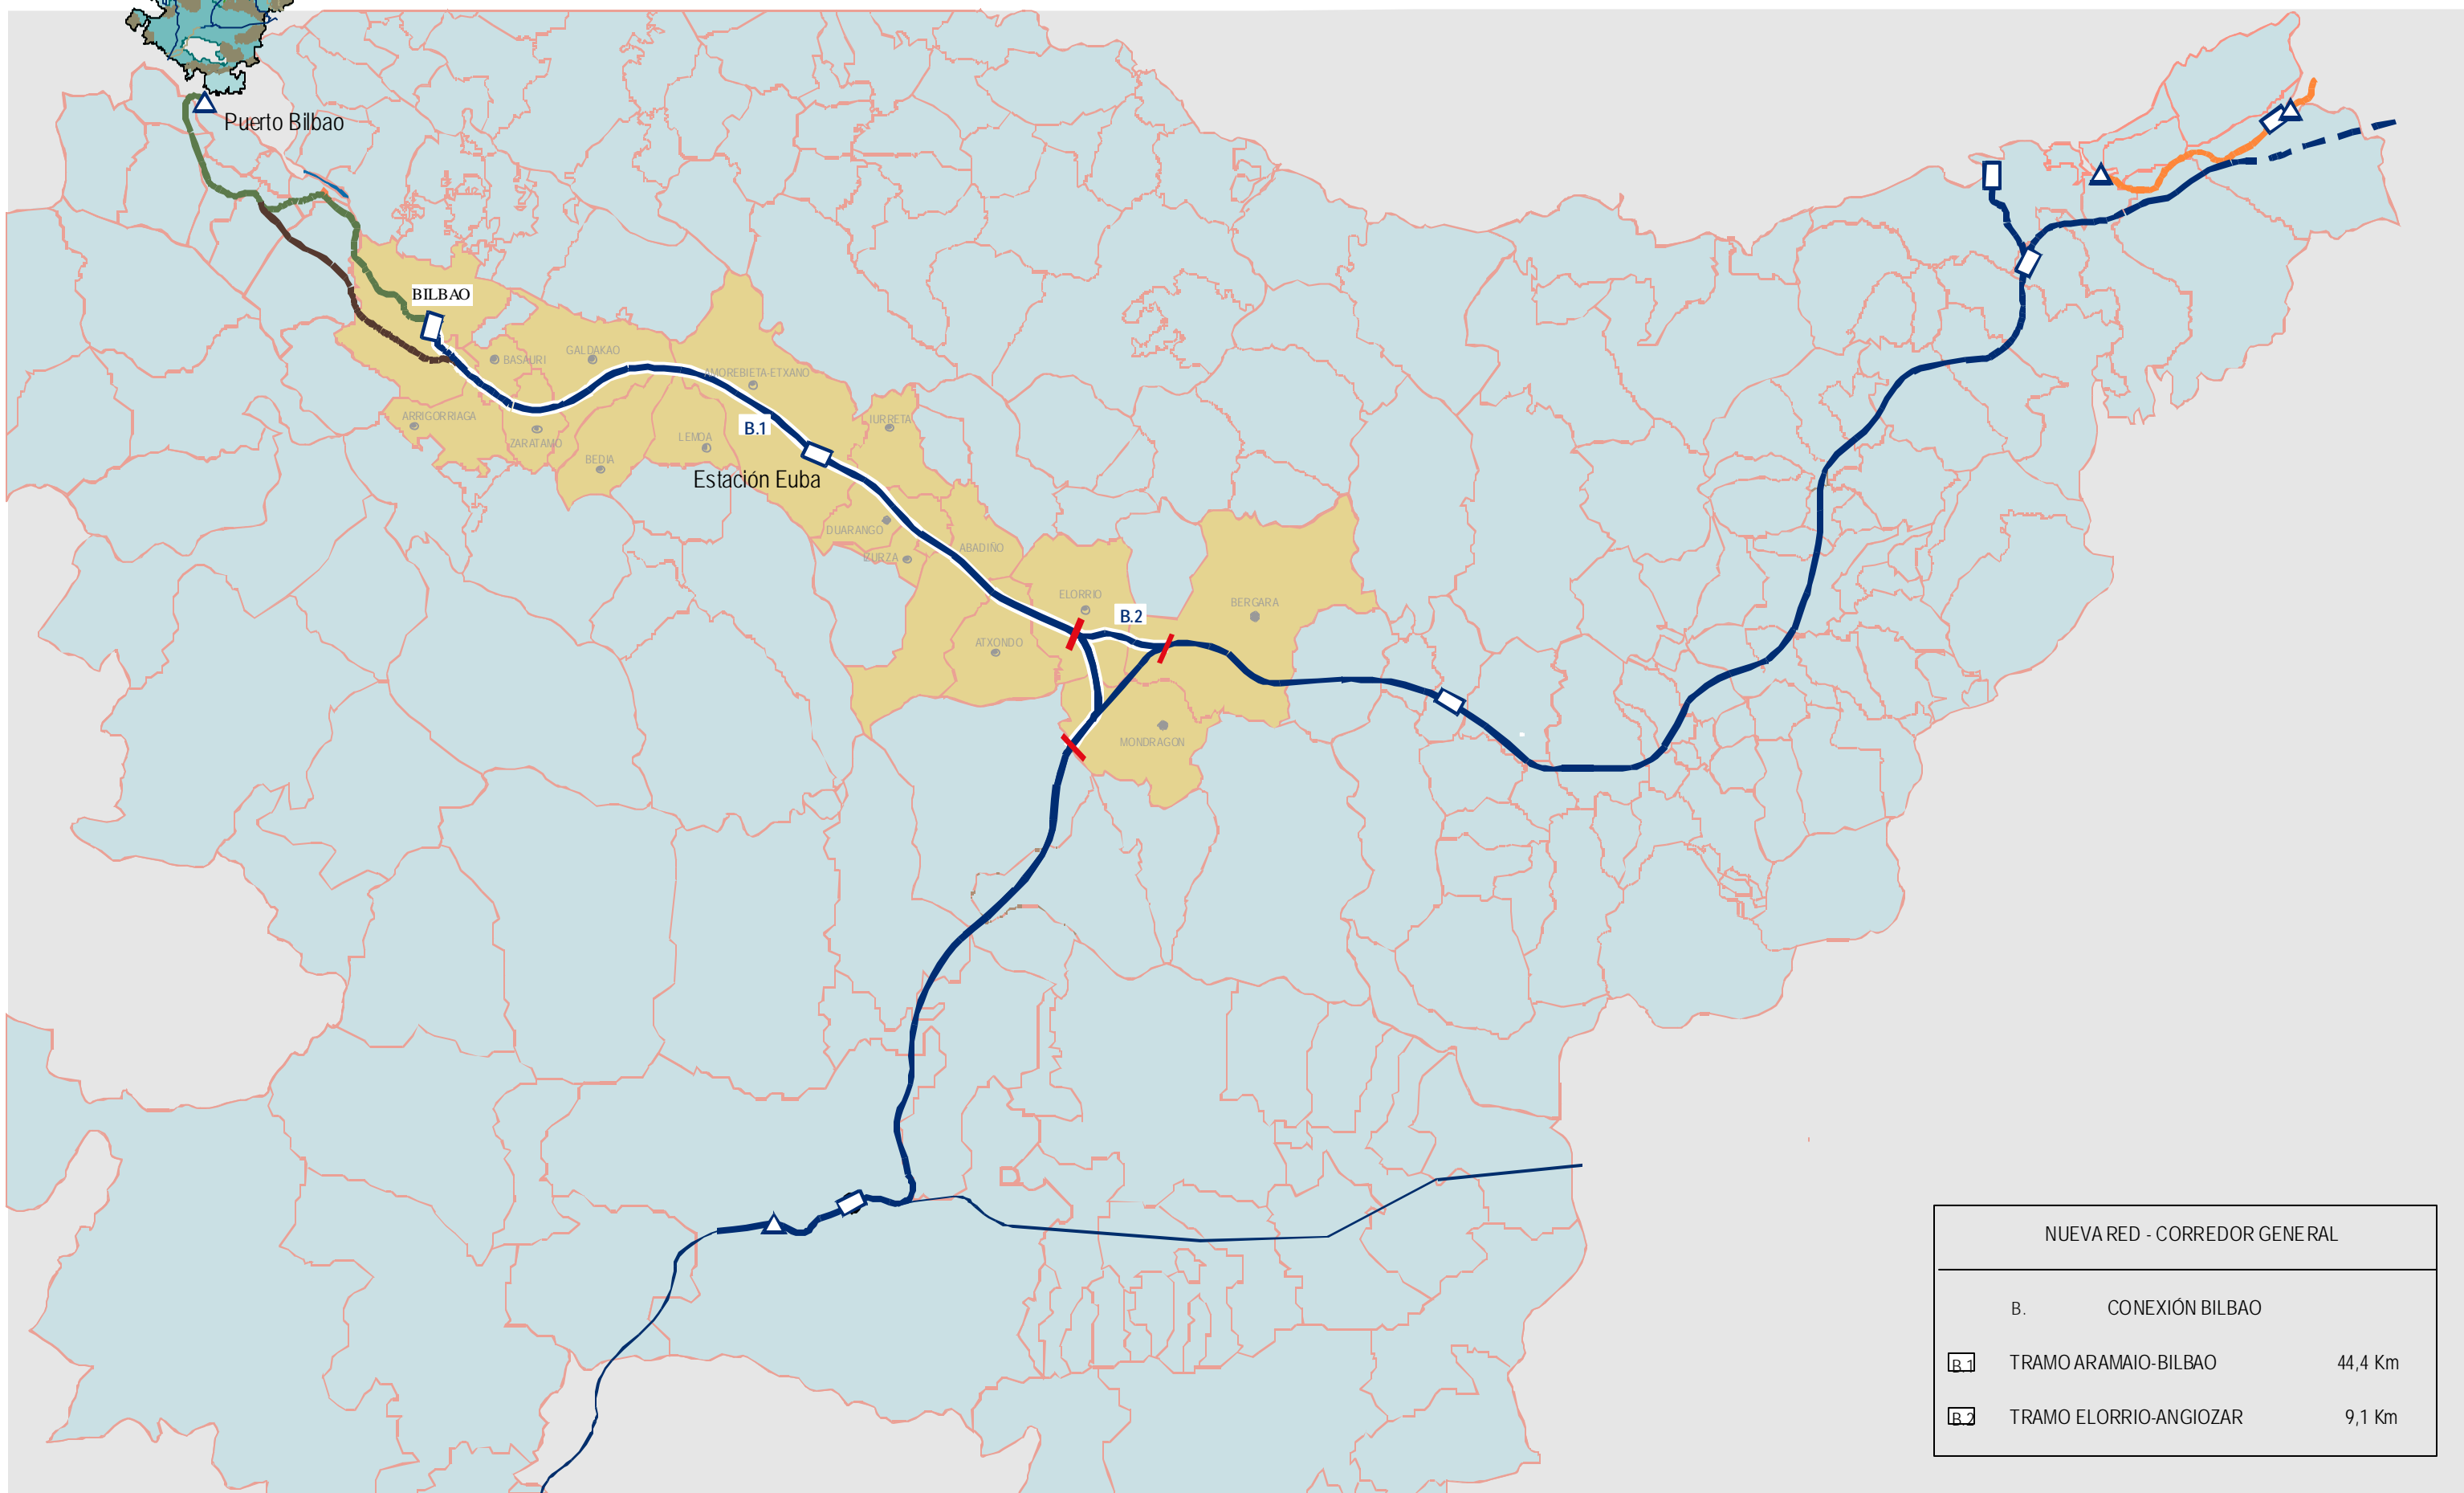 Puerto Bilbao
BILBAO
BASAURI
GALDAKAO
AMOREBIETA-ETXANO
ARRIGORRIAGA
ZARATAMO
LEMOA
B.1
IURRETA
BEDIA
Estación Euba
DUARANGO
IZURZA
ABADIÑO
ELORRIO
B.2
BERGARA
ATXONDO
MONDRAGON
NUEVA RED - CORREDOR GENERAL
B. CONEXIÓN BILBAO
B.1 TRAMO ARAMAIO-BILBAO 44,4 Km
B.2 TRAMO ELORRIO-ANGIOZAR 9,1 Km